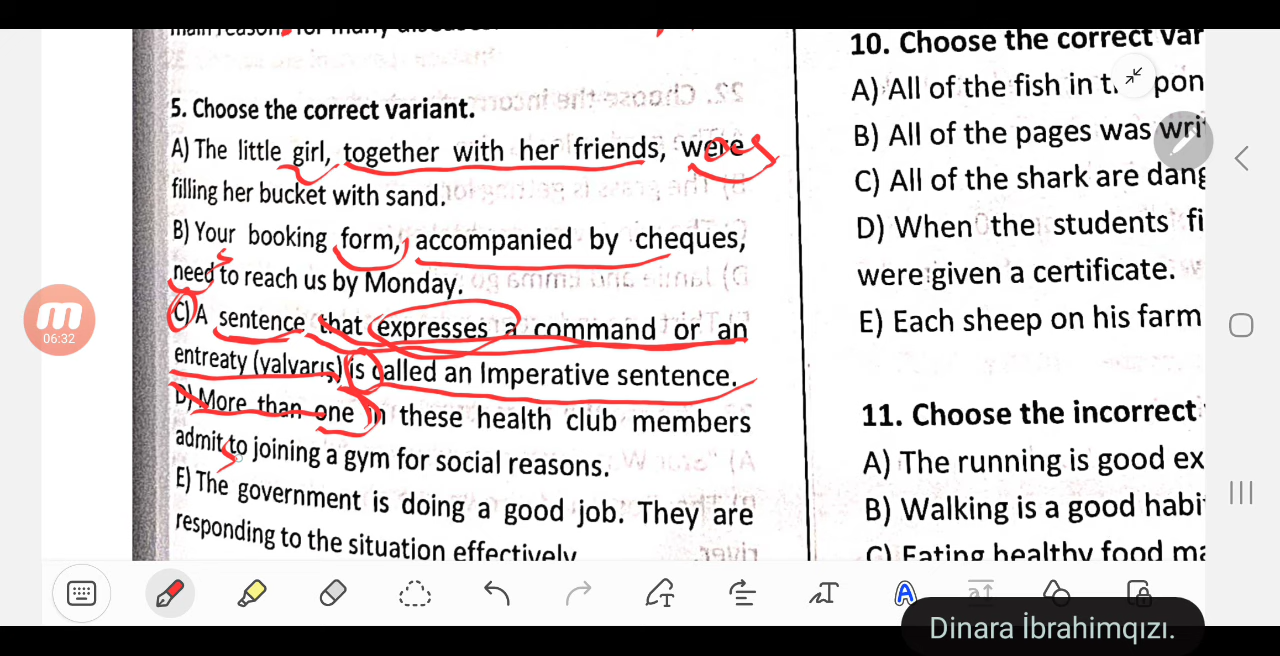 5. Choose the correct variant.
A) The little girl, together with her friends, were
filling her bucket with sand.
B) Your booking form, accompanied by cheques,
need to reach us by Monday.
C) A sentence that expresses a command or an
entreaty (valvarış) is called an Imperative sentence.
D) More than one in these health club members
admit to joining a gym for social reasons.
E) The government is doing a good job. They are
responding to the situation effectively
10. Choose the correct var
A) All of the fish in t pon
B) All of the pages was wri
C) All of the shark are dang
D) When the students fi
were given a certificate.
E) Each sheep on his farm
11. Choose the incorrect
A) The running is good ex
B) Walking is a good habi
C) Eating healthy food ma
as
s
s
06:32
Dinara İbrahimqızı.